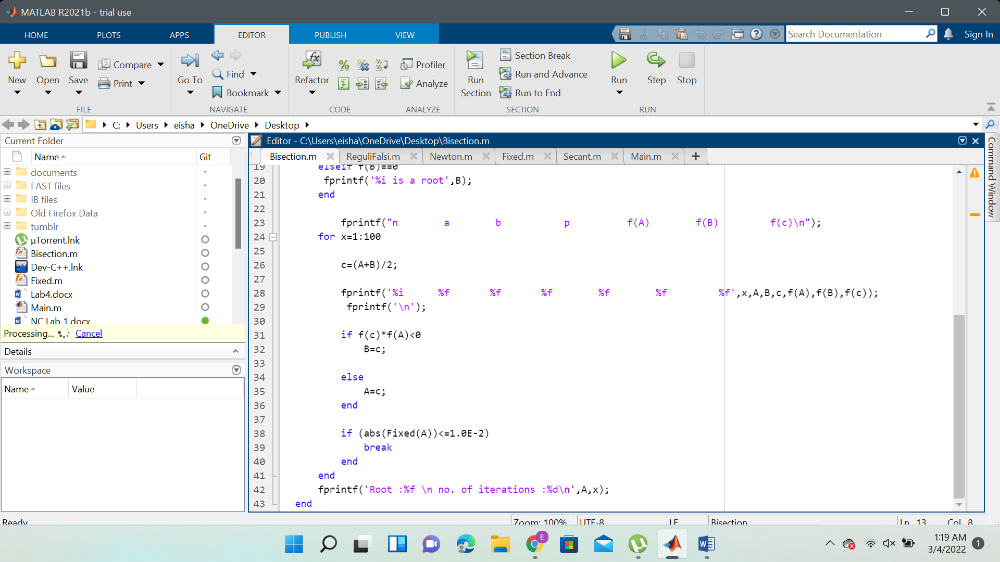 MATLAB R2021b - trial use
HOME PLOTS APPS EDITOR PUBLISH VIEW Search Documentation Sign In
New Open Save Compare Print
FILE
Go To Find Bookmark
NAVIGATE
Refactor
CODE
Profiler Analyze
ANALYZE
Run Section Section Break Run and Advance Run to End
SECTION
Run Step Stop
RUN
C: Users eisha OneDrive Desktop
Current Folder
Name Git
documents
FAST files
IB files
Old Firefox Data
tumblr
µTorrent.lnk
Bisection.m
Dev-C++.lnk
Fixed.m
Lab4.docx
Main.m
NC Lab 1.docx
Processing... Cancel
Details
Workspace
Name Value
Editor - C:\Users\eisha\OneDrive\Desktop\Bisection.m
Bisection.m ReguliFalsi.m Newton.m Fixed.m Secant.m Main.m +
19 elseif f(B)==0
20 fprintf('%i is a root',B);
21 end
22
23 fprintf("n a b p f(A) f(B) f(c)\n");
24 for x=1:100
25
26 c=(A+B)/2;
27
28 fprintf('%i %f %f %f %f %f %f',x,A,B,c,f(A),f(B),f(c));
29 fprintf('\n');
30
31 if f(c)*f(A)<0
32 B=c;
33
34 else
35 A=c;
36 end
37
38 if (abs(Fixed(A))<=1.0E-2)
39 break
40 end
41 end
42 fprintf('Root :%f \n no. of iterations :%d\n',A,x);
43 end
Command Window
Ready Zoom: 100% UTF-8 LF Bisection Ln 13 Col 8
E
W
1:19 AM
3/4/2022
1